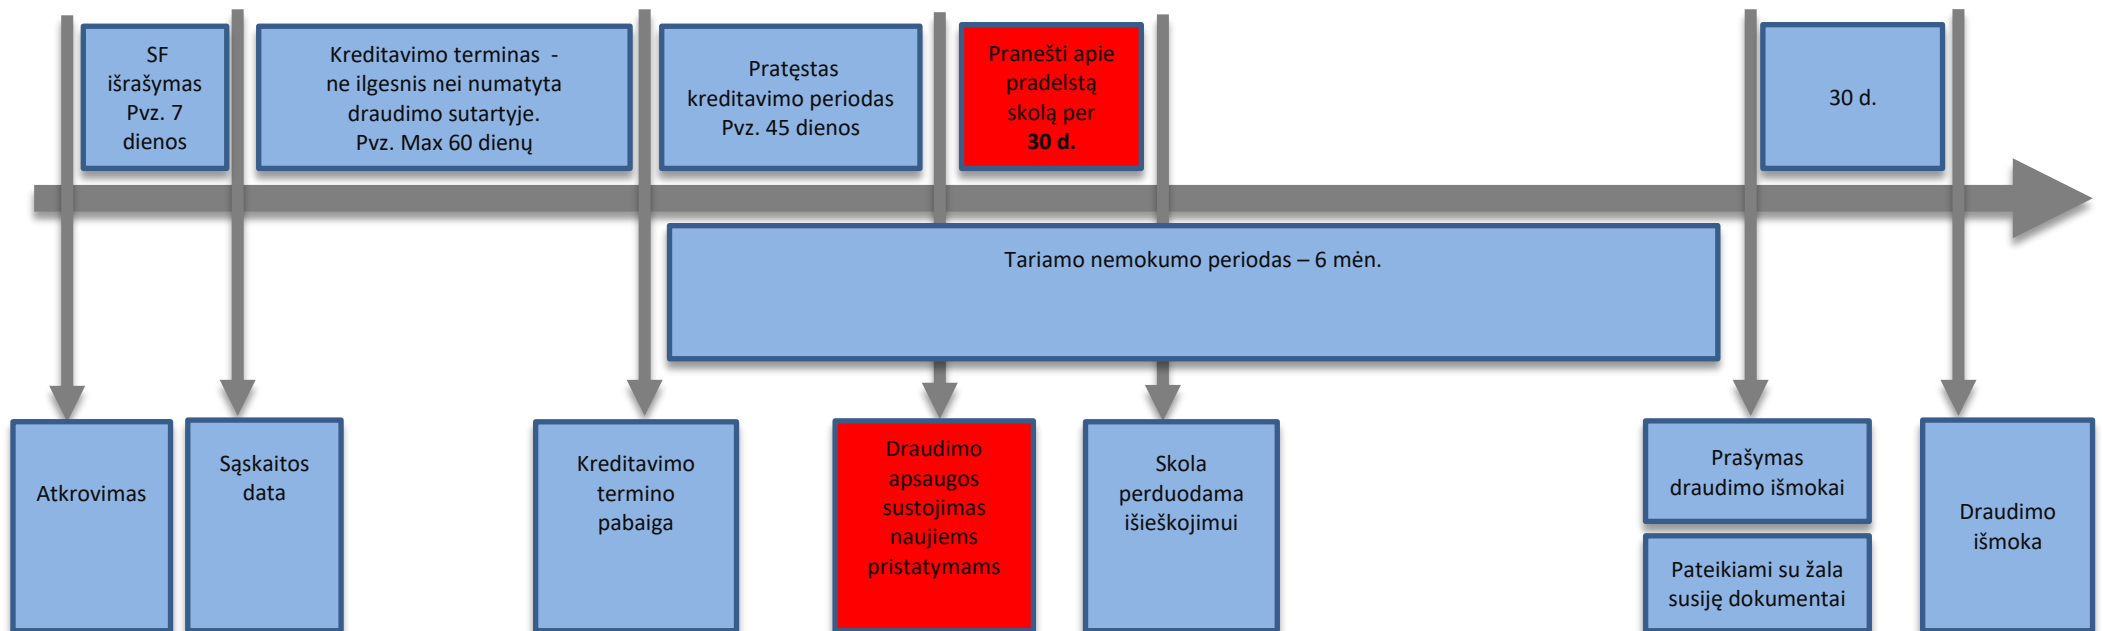 SF
išrašymas
Pvz. 7
dienos
Kreditavimo terminas -
ne ilgesnis nei numatyta
draudimo sutartyje.
Pvz. Max 60 dienų
Pratęstas
kreditavimo periodas
Pvz. 45 dienos
Pranešti apie
pradelstą
skolą per
30 d.
30 d.
Tariamo nemokumo periodas – 6 mėn.
Atkrovimas
Sąskaitos
data
Kreditavimo
termino
pabaiga
Draudimo
apsaugos
sustojimas
naujiems
pristatymams
Skola
perduodama
išieškojimui
Prašymas
draudimo išmokai
Pateikiami su žala
susiję dokumentai
Draudimo
išmoka